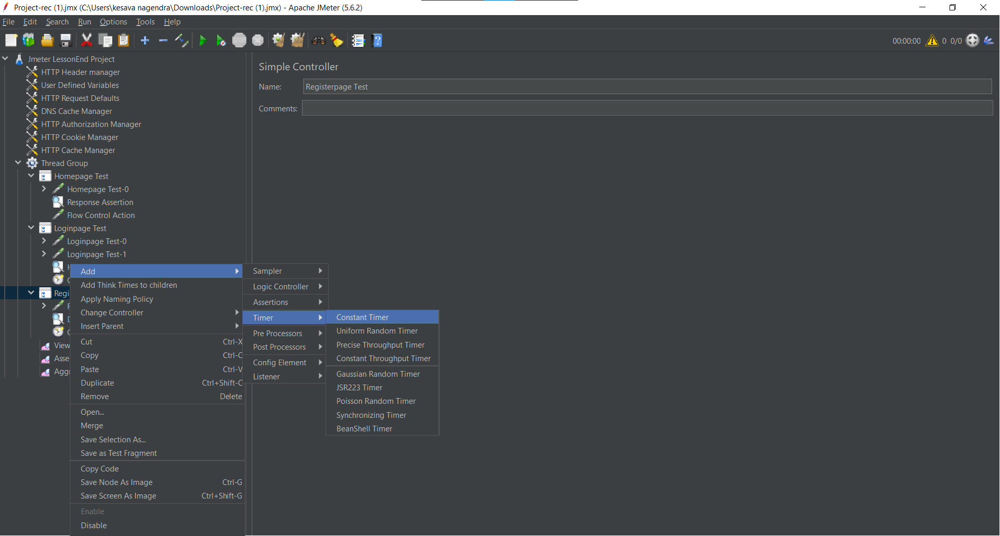 Project-rec (1).jmx (C:\Users\kesava nagendra\Downloads\Project-rec (1).jmx) - Apache JMeter (5.6.2)
File Edit Search Run Options Tools Help
STOP
00:00:00 0 0/0
Jmeter LessonEnd Project
HTTP Header manager
User Defined Variables
HTTP Request Defaults
DNS Cache Manager
HTTP Authorization Manager
HTTP Cookie Manager
HTTP Cache Manager
Thread Group
Homepage Test
Homepage Test-0
Response Assertion
Flow Control Action
Loginpage Test
Loginpage Test-0
Loginpage Test-1
Regi
View
Asse
Aggr
Simple Controller
Name: Registerpage Test
Comments:
Add
Add Think Times to children
Apply Naming Policy
Change Controller
Insert Parent
Cut Ctrl-X
Copy Ctrl-C
Paste Ctrl-V
Duplicate Ctrl+Shift-C
Remove Delete
Open...
Merge
Save Selection As...
Save as Test Fragment
Copy Code
Save Node As Image Ctrl-G
Save Screen As Image Ctrl+Shift-G
Enable
Disable
Sampler
Logic Controller
Assertions
Timer
Pre Processors
Post Processors
Config Element
Listener
Constant Timer
Uniform Random Timer
Precise Throughput Timer
Constant Throughput Timer
Gaussian Random Timer
JSR223 Timer
Poisson Random Timer
Synchronizing Timer
BeanShell Timer